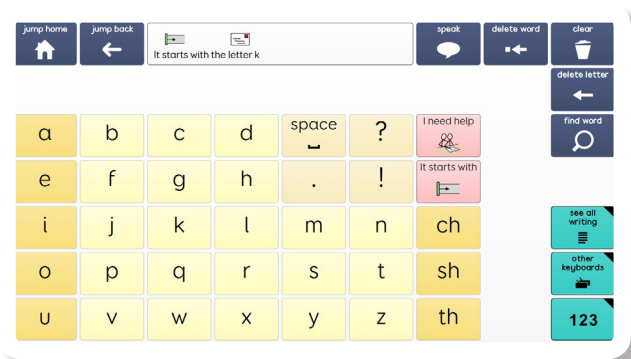 jump home
jump back
It starts with the letter k
speak
delete word
clear
delete letter
a b c d space ? I need help
find word
e f g h . ! It starts with
i j k l m n ch
see all
writing
o p q r s t sh
other
keyboards
u v w x y z th
123